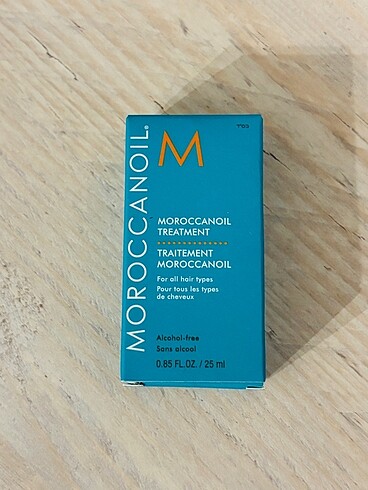 MOROCCANOIL®
M
MOROCCANOIL
TREATMENT
TRAITEMENT
MOROCCANOIL
For all hair types
Pour tous les types
de cheveux
Alcohol-free
Sans alcool
0.85 FL.OZ. / 25 ml